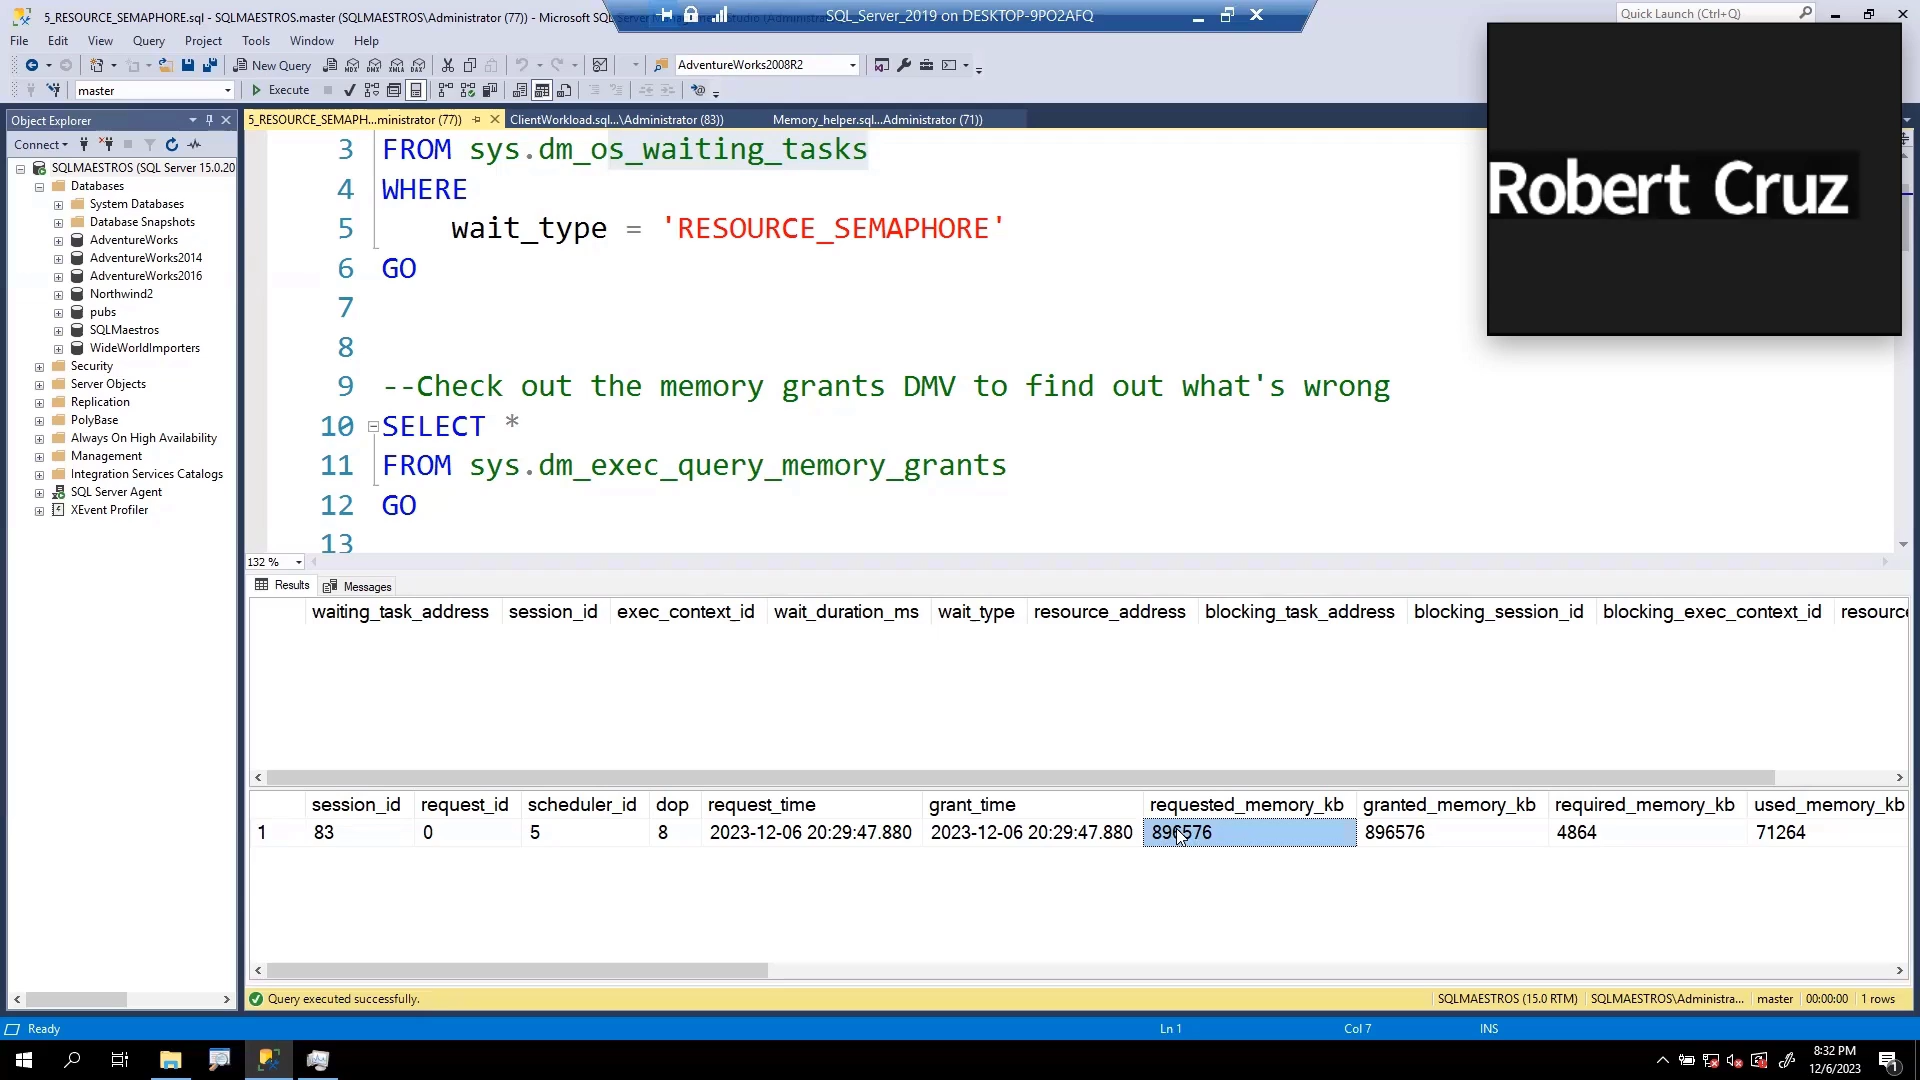 5_RESOURCE_SEMAPHORE.sql - SQLMAESTROS.master (SQLMAESTROS\Administrator (77)) - Microsoft SQL Server
SQL_Server_2019 on DESKTOP-9PO2AFQ
Quick Launch (Ctrl+Q)
File Edit View Query Project Tools Window Help
New Query
MDX DMX XMLA DAX
AdventureWorks2008R2
master
Execute
Object Explorer
5_RESOURCE_SEMAPH...ministrator (77))
ClientWorkload.sql...\Administrator (83))
Memory_helper.sql...Administrator (71))
Connect
SQLMAESTROS (SQL Server 15.0.20
Databases
System Databases
Database Snapshots
AdventureWorks
AdventureWorks2014
AdventureWorks2016
Northwind2
pubs
SQLMaestros
WideWorldImporters
Security
Server Objects
Replication
PolyBase
Always On High Availability
Management
Integration Services Catalogs
SQL Server Agent
XEvent Profiler
Robert Cruz
3 FROM sys.dm_os_waiting_tasks
4 WHERE
5 wait_type = 'RESOURCE_SEMAPHORE'
6 GO
7
8
9 --Check out the memory grants DMV to find out what's wrong
10 SELECT *
11 FROM sys.dm_exec_query_memory_grants
12 GO
13
132 %
Results Messages
waiting_task_address session_id exec_context_id wait_duration_ms wait_type resource_address blocking_task_address blocking_session_id blocking_exec_context_id resourc
session_id request_id scheduler_id dop request_time grant_time requested_memory_kb granted_memory_kb required_memory_kb used_memory_kb
1 83 0 5 8 2023-12-06 20:29:47.880 2023-12-06 20:29:47.880 896576 896576 4864 71264
Query executed successfully.
SQLMAESTROS (15.0 RTM) SQLMAESTROS\Administra... master 00:00:00 1 rows
Ready
Ln 1 Col 7 INS
8:32 PM
12/6/2023
1